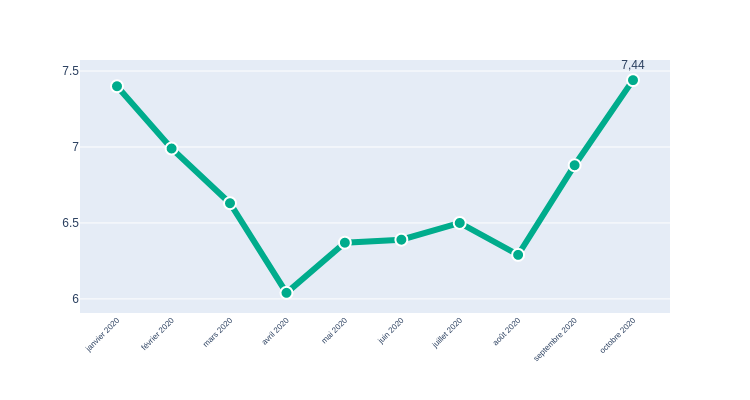 7,44
7.5
7
6.5
6
janvier 2020
février 2020
mars 2020
avril 2020
mai 2020
juin 2020
juillet 2020
août 2020
septembre 2020
octobre 2020